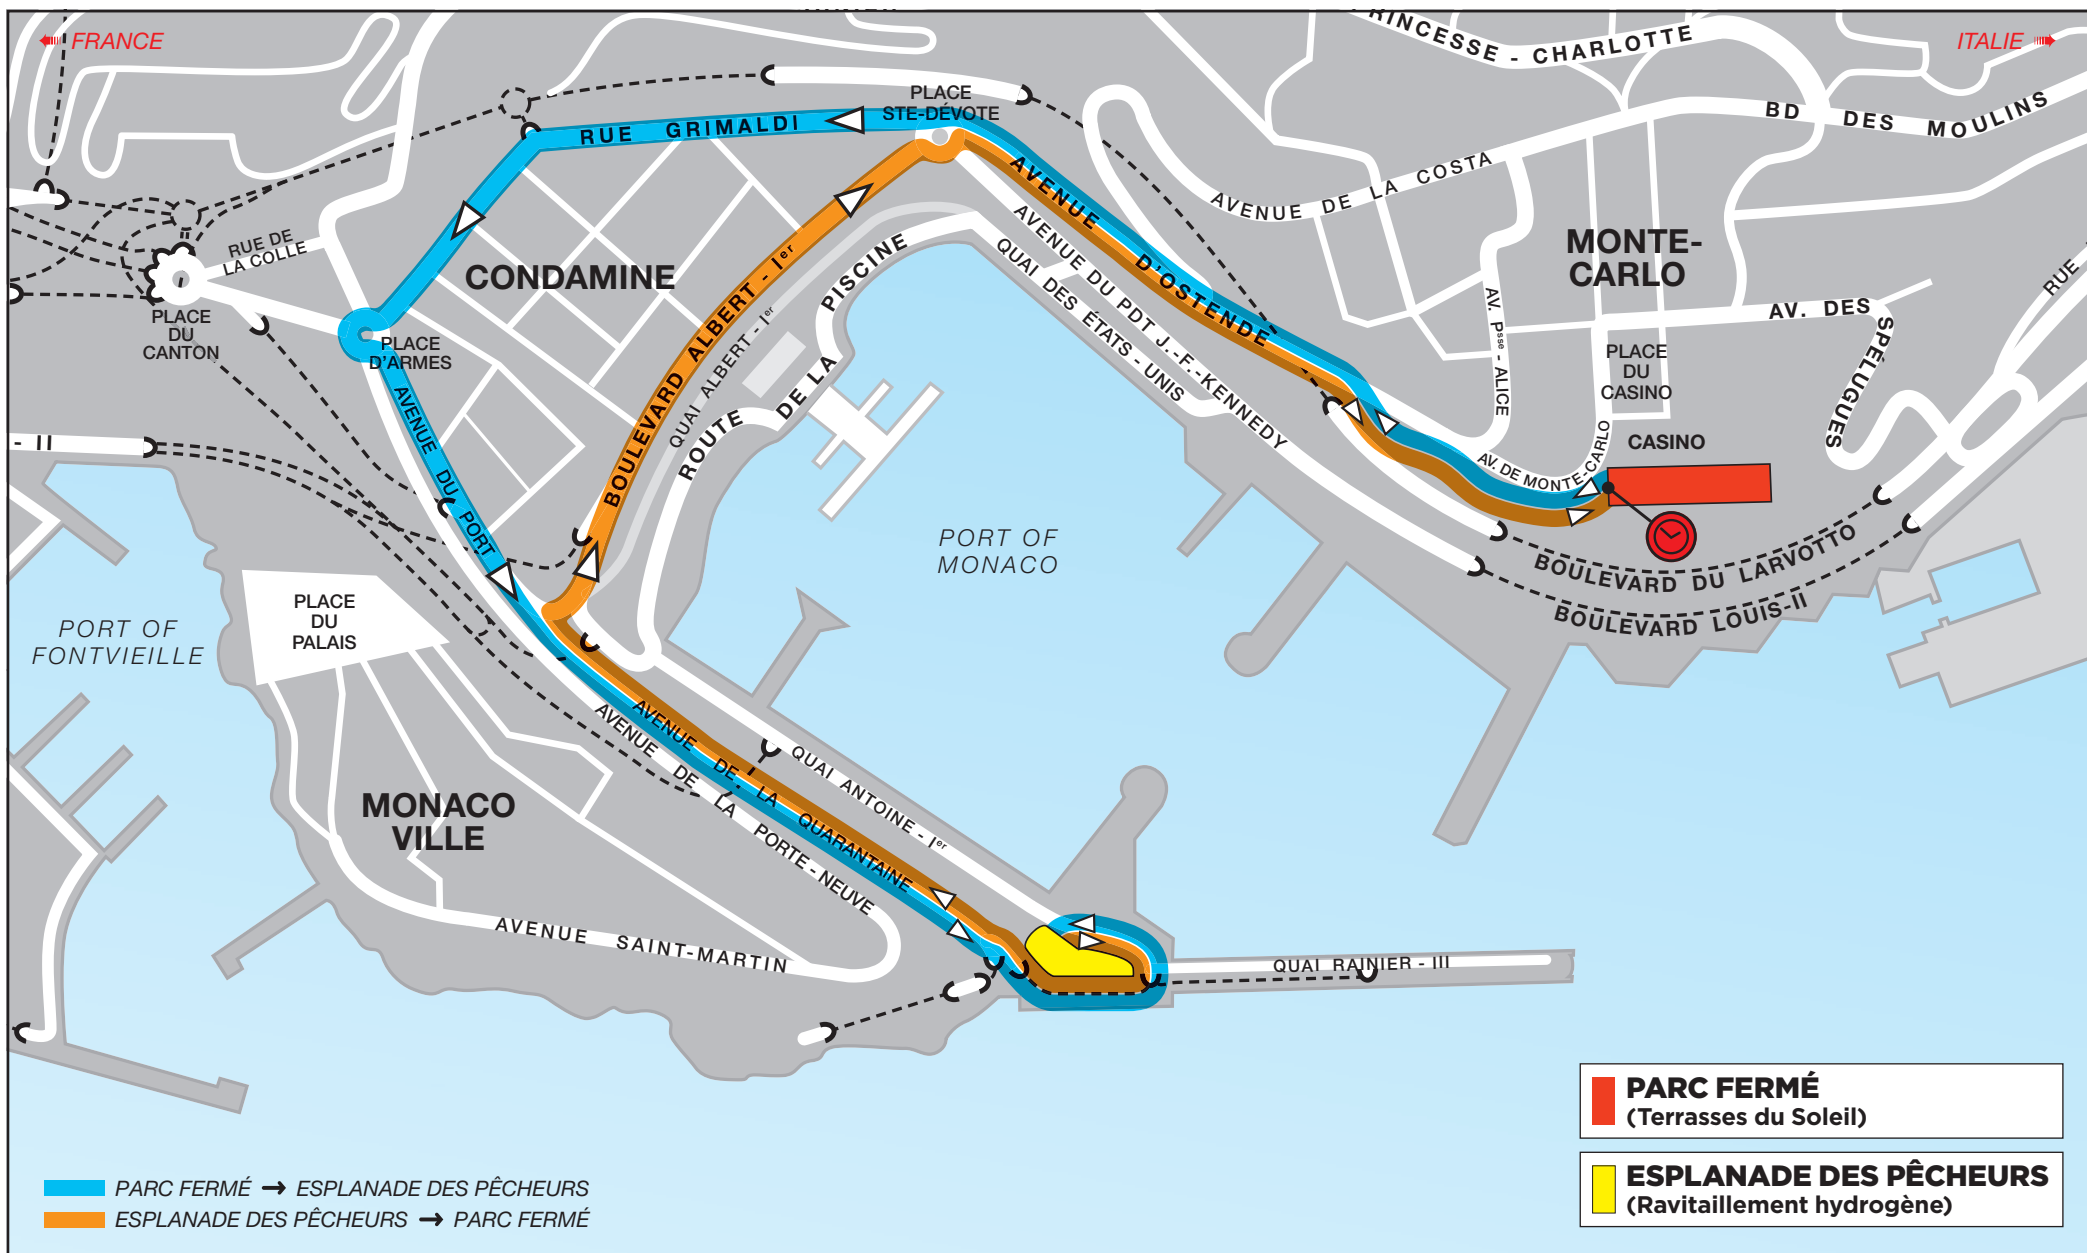 FRANCE
PRINCESSE - CHARLOTTE
ITALIE
PLACE
STE-DÉVOTE
BD DES MOULINS
RUE GRIMALDI
AVENUE DE LA COSTA
AVENUE D'OSTENDE
RUE DE
LA COLLE
CONDAMINE
MONTE-
CARLO
RUE
PLACE
DU
CANTON
PLACE
D'ARMES
BOULEVARD ALBERT - Ier
QUAI ALBERT - Ier
ROUTE DE LA PISCINE
AVENUE DU PDT J.-F.-KENNEDY
QUAI DES ÉTATS - UNIS
AV. Psse - ALICE
AV. DES SPÉLUGUES
PLACE
DU
CASINO
CASINO
AV. DE MONTE-CARLO
- II
AVENUE DU PORT
PORT OF
MONACO
BOULEVARD DU LARVOTTO
BOULEVARD LOUIS-II
PLACE
DU
PALAIS
PORT OF
FONTVIEILLE
AVENUE DE LA QUARANTAINE
AVENUE DE LA PORTE - NEUVE
QUAI ANTOINE - Ier
MONACO
VILLE
AVENUE SAINT-MARTIN
QUAI RAINIER - III
PARC FERMÉ
(Terrasses du Soleil)
ESPLANADE DES PÊCHEURS
(Ravitaillement hydrogène)
PARC FERMÉ → ESPLANADE DES PÊCHEURS
ESPLANADE DES PÊCHEURS → PARC FERMÉ